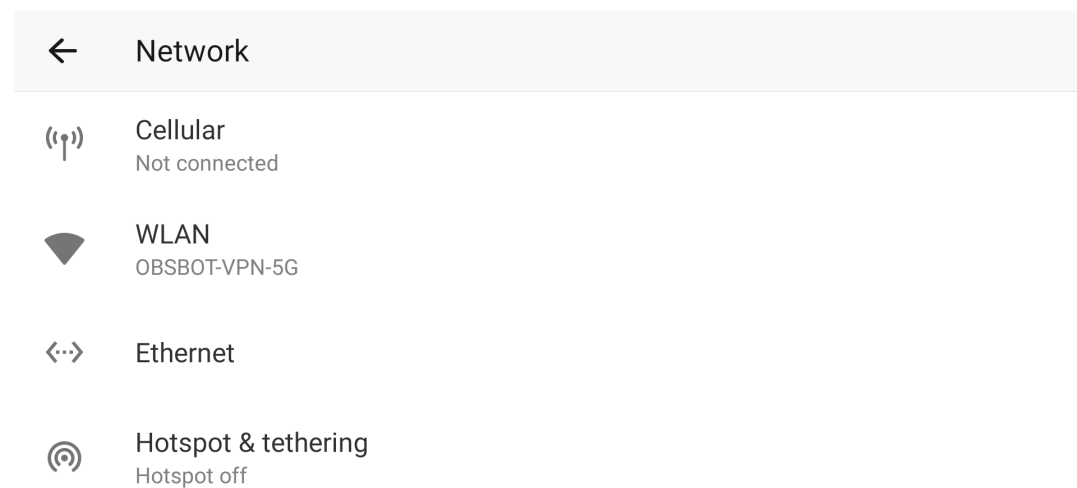 Network
Cellular
Not connected
WLAN
OBSBOT-VPN-5G
Ethernet
Hotspot & tethering
Hotspot off